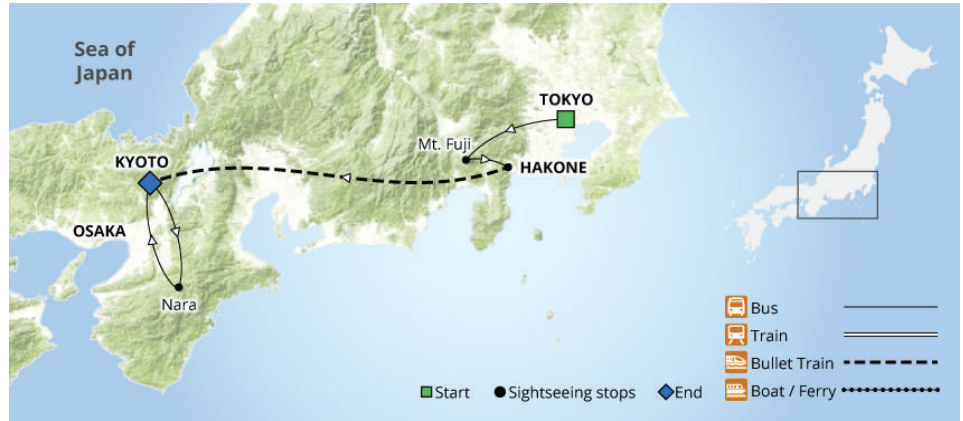 Sea of
Japan
TOKYO
Mt. Fuji
HAKONE
KYOTO
OSAKA
Nara
Bus
Train
Bullet Train
Boat / Ferry
Start
Sightseeing stops
End